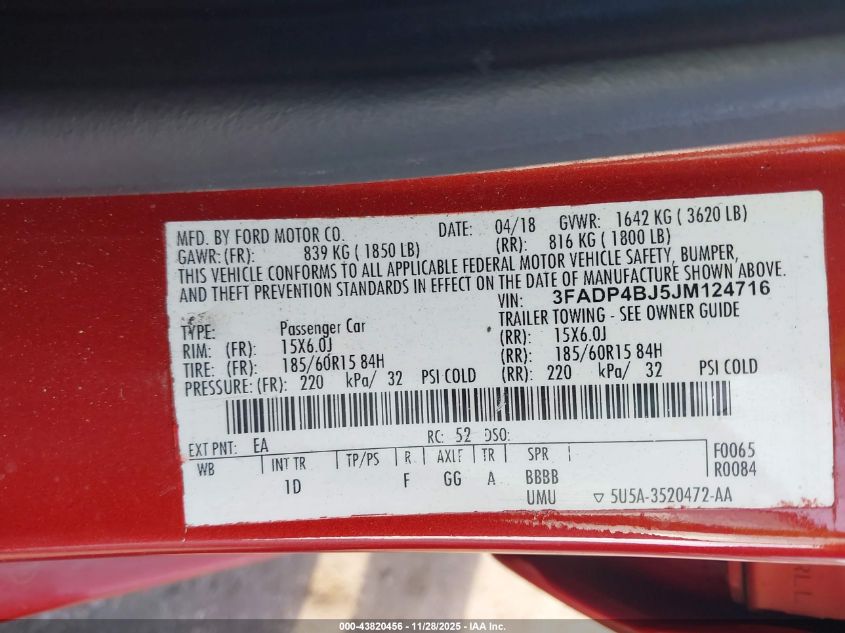 MFD. BY FORD MOTOR CO. DATE: 04/18 GVWR: 1642 KG ( 3620 LB)
GAWR: (FR): 839 KG ( 1850 LB) (RR): 816 KG ( 1800 LB)
THIS VEHICLE CONFORMS TO ALL APPLICABLE FEDERAL MOTOR VEHICLE SAFETY, BUMPER,
AND THEFT PREVENTION STANDARDS IN EFFECT ON THE DATE OF MANUFACTURE SHOWN ABOVE.
VIN: 3FADP4BJ5JM124716
TYPE: Passenger Car TRAILER TOWING - SEE OWNER GUIDE
RIM: (FR): 15X6.0J (RR): 15X6.0J
TIRE: (FR): 185/60R15 84H (RR): 185/60R15 84H
PRESSURE: (FR): 220 kPa/ 32 PSI COLD (RR): 220 kPa/ 32 PSI COLD
EXT PNT: EA RC: 52 DSO:
WB INT TR TP/PS R AXLE TR SPR F0065
1D F GG A BBBB R0084
UMU 5U5A-3520472-AA
000-43820456 - 11/28/2025 - IAA Inc.